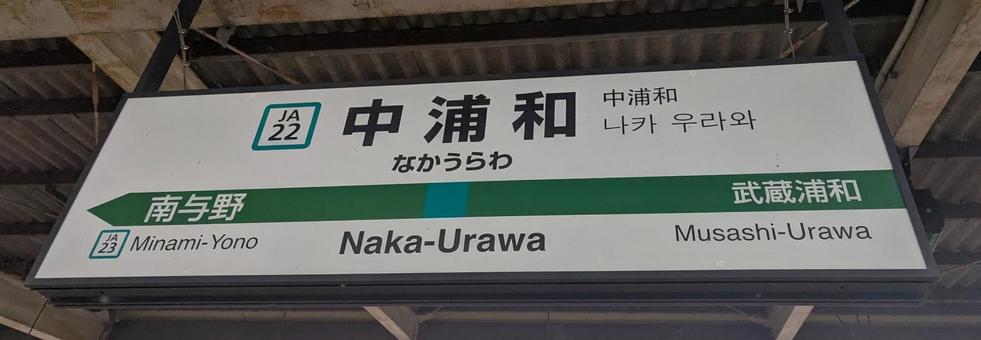 JA
22
中浦和
中浦和
나카 우라와
なかうらわ
南与野
武蔵浦和
JA
23
Minami-Yono
Naka-Urawa
Musashi-Urawa